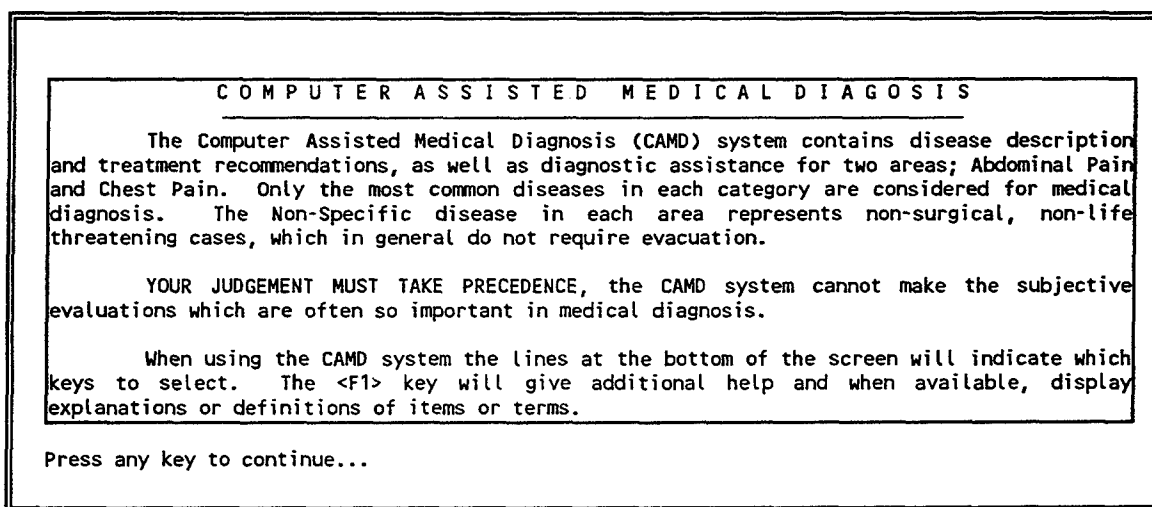 COMPUTER ASSISTED MEDICAL DIAGOSIS
The Computer Assisted Medical Diagnosis (CAMD) system contains disease description
and treatment recommendations, as well as diagnostic assistance for two areas; Abdominal Pain
and Chest Pain. Only the most common diseases in each category are considered for medical
diagnosis. The Non-Specific disease in each area represents non-surgical, non-life
threatening cases, which in general do not require evacuation.
YOUR JUDGEMENT MUST TAKE PRECEDENCE, the CAMD system cannot make the subjective
evaluations which are often so important in medical diagnosis.
When using the CAMD system the lines at the bottom of the screen will indicate which
keys to select. The <F1> key will give additional help and when available, display
explanations or definitions of items or terms.
Press any key to continue...